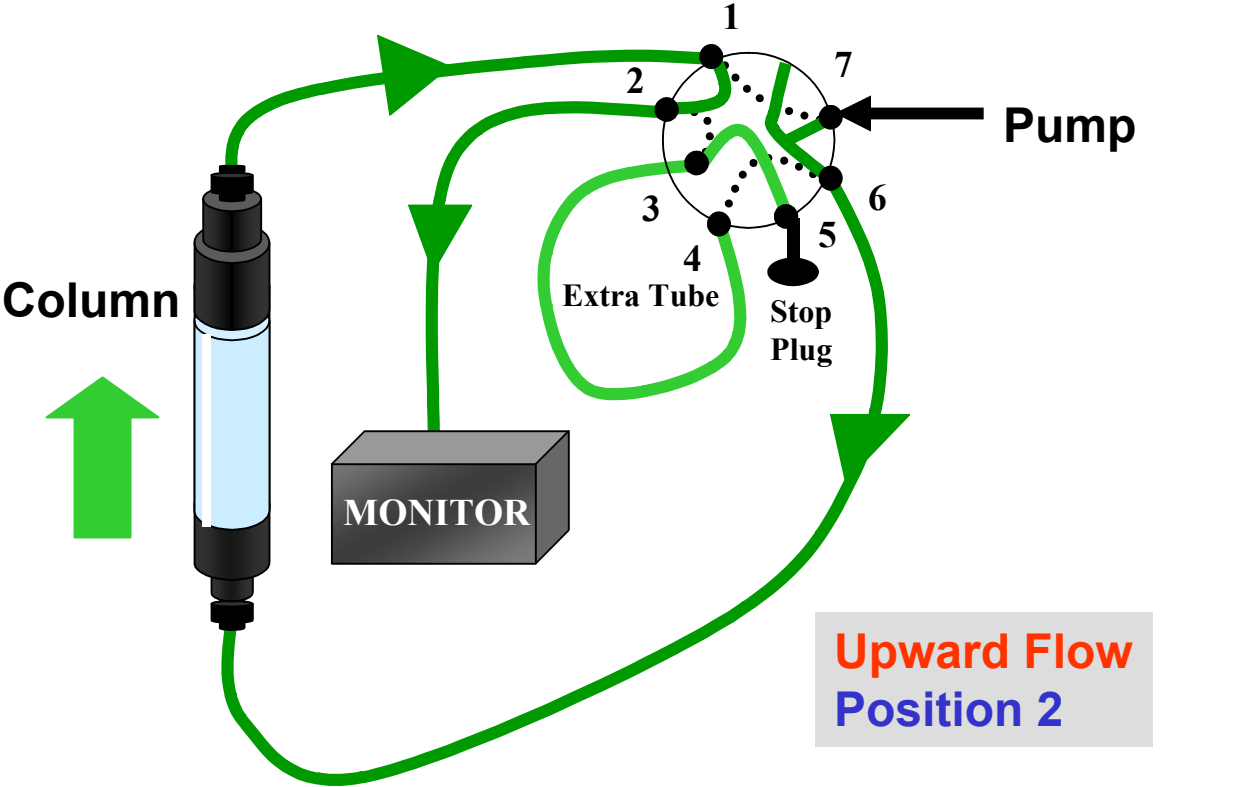 1
2
7
Pump
3
6
4
5
Column
Extra Tube
Stop
Plug
MONITOR
Upward Flow
Position 2